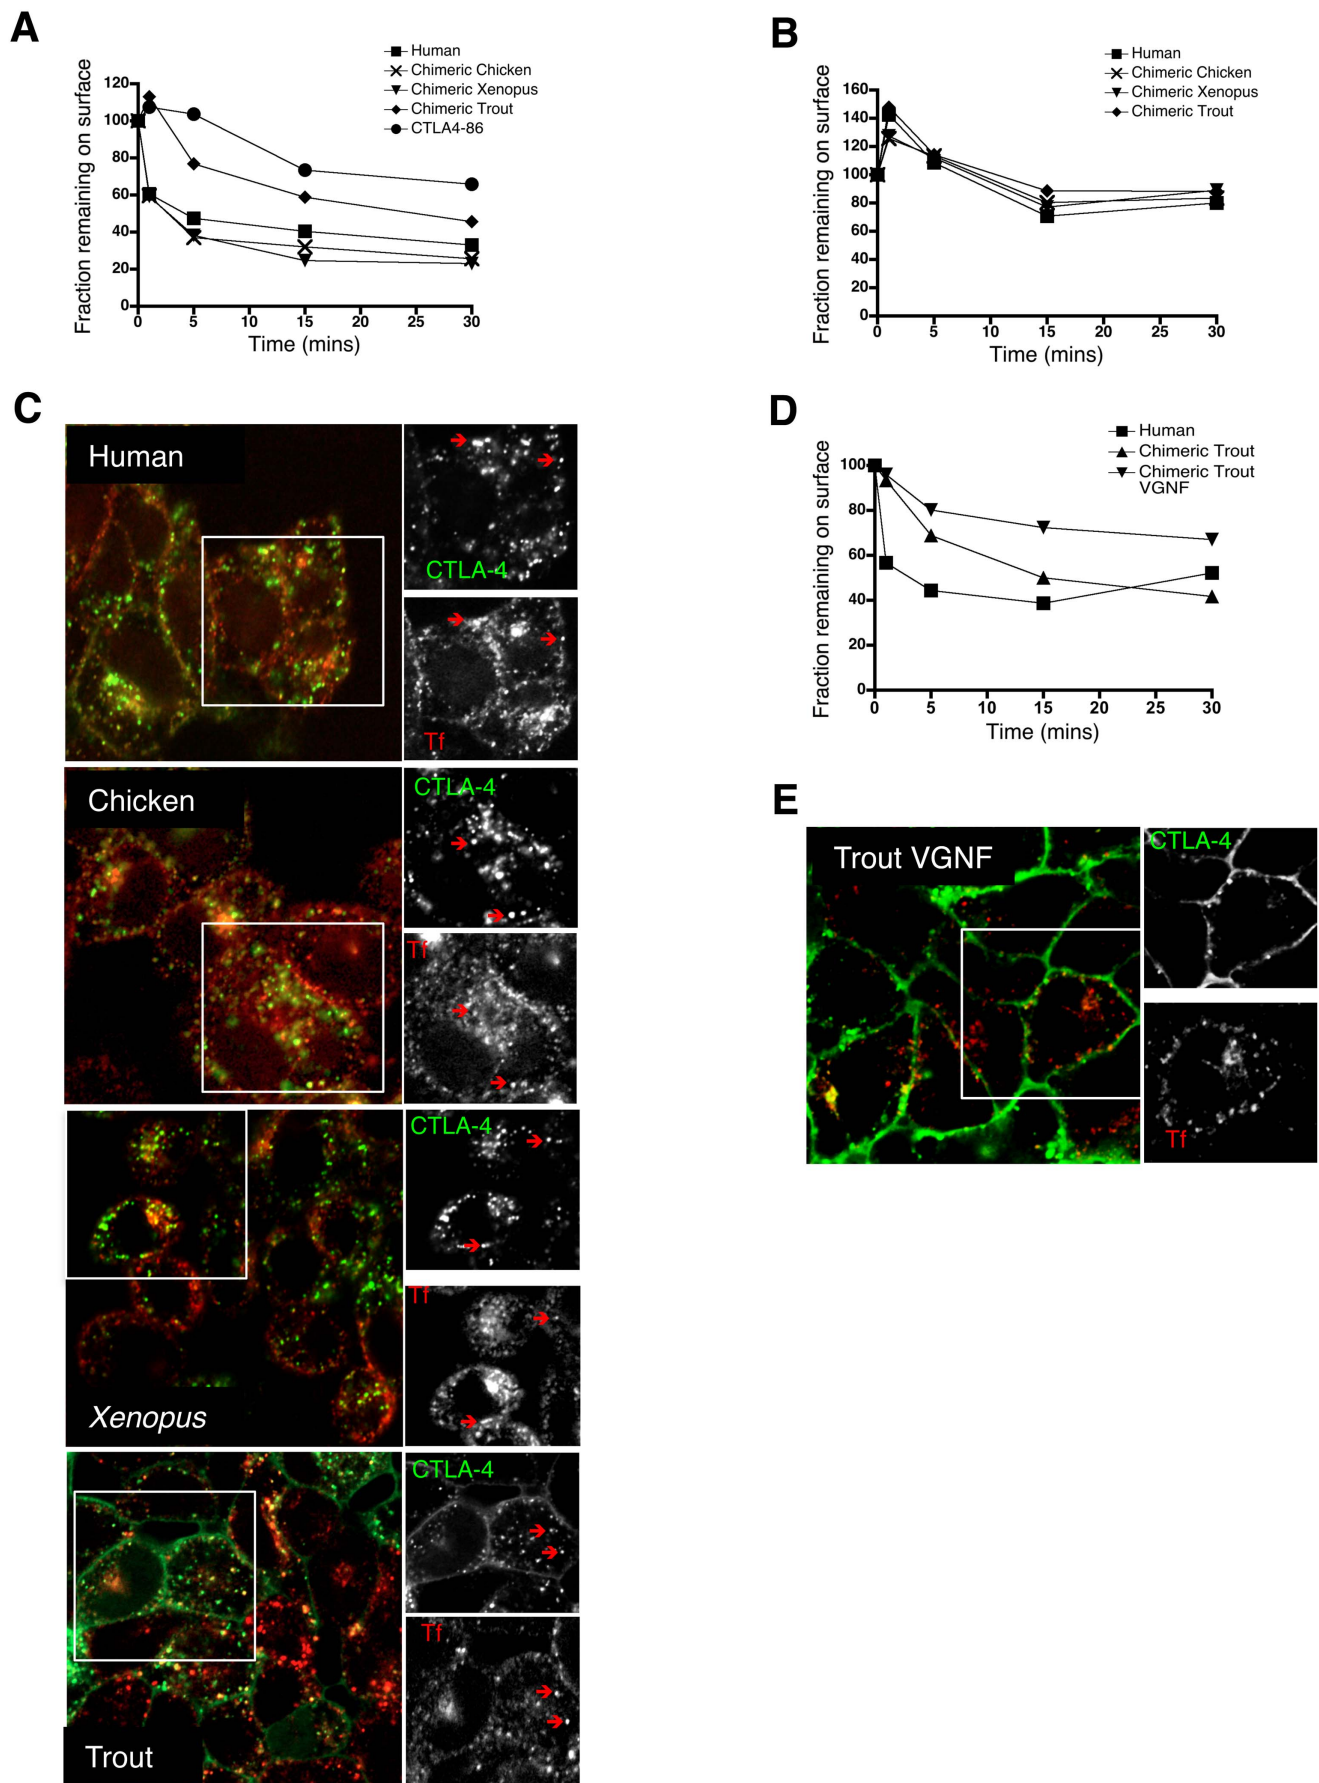 A
Human
Chimeric Chicken
Chimeric Xenopus
Chimeric Trout
CTLA4-86
Fraction remaining on surface
120
100
80
60
40
20
0
0 5 10 15 20 25 30
Time (mins)
B
Human
Chimeric Chicken
Chimeric Xenopus
Chimeric Trout
Fraction remaining on surface
160
140
120
100
80
60
40
20
0
0 5 10 15 20 25 30
Time (mins)
C
Human
CTLA-4
Tf
Chicken
CTLA-4
Tf
Xenopus
CTLA-4
Tf
Trout
CTLA-4
Tf
D
Human
Chimeric Trout
Chimeric Trout
VGNF
Fraction remaining on surface
100
80
60
40
20
0
0 5 10 15 20 25 30
Time (mins)
E
Trout VGNF
CTLA-4
Tf